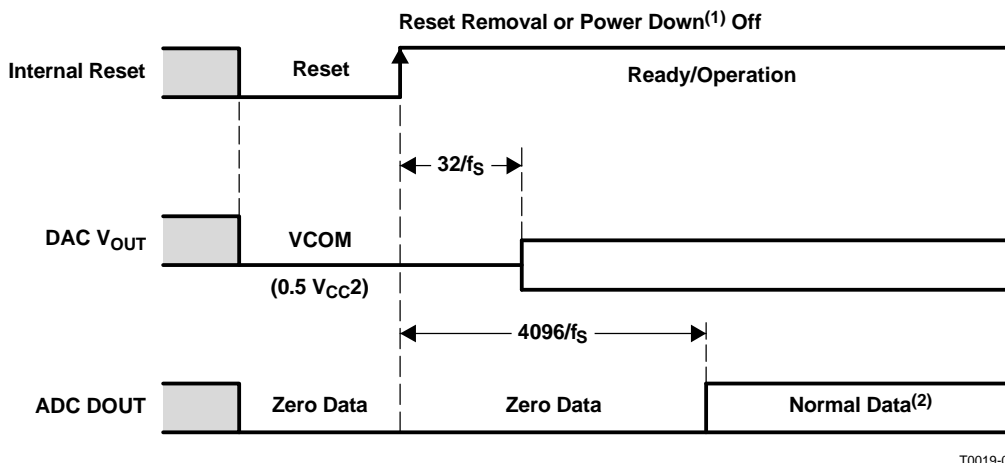 Reset Removal or Power Down(1) Off
Internal Reset
Reset
Ready/Operation
32/fS
DAC VOUT
VCOM
(0.5 VCC2)
4096/fS
ADC DOUT
Zero Data
Zero Data
Normal Data(2)